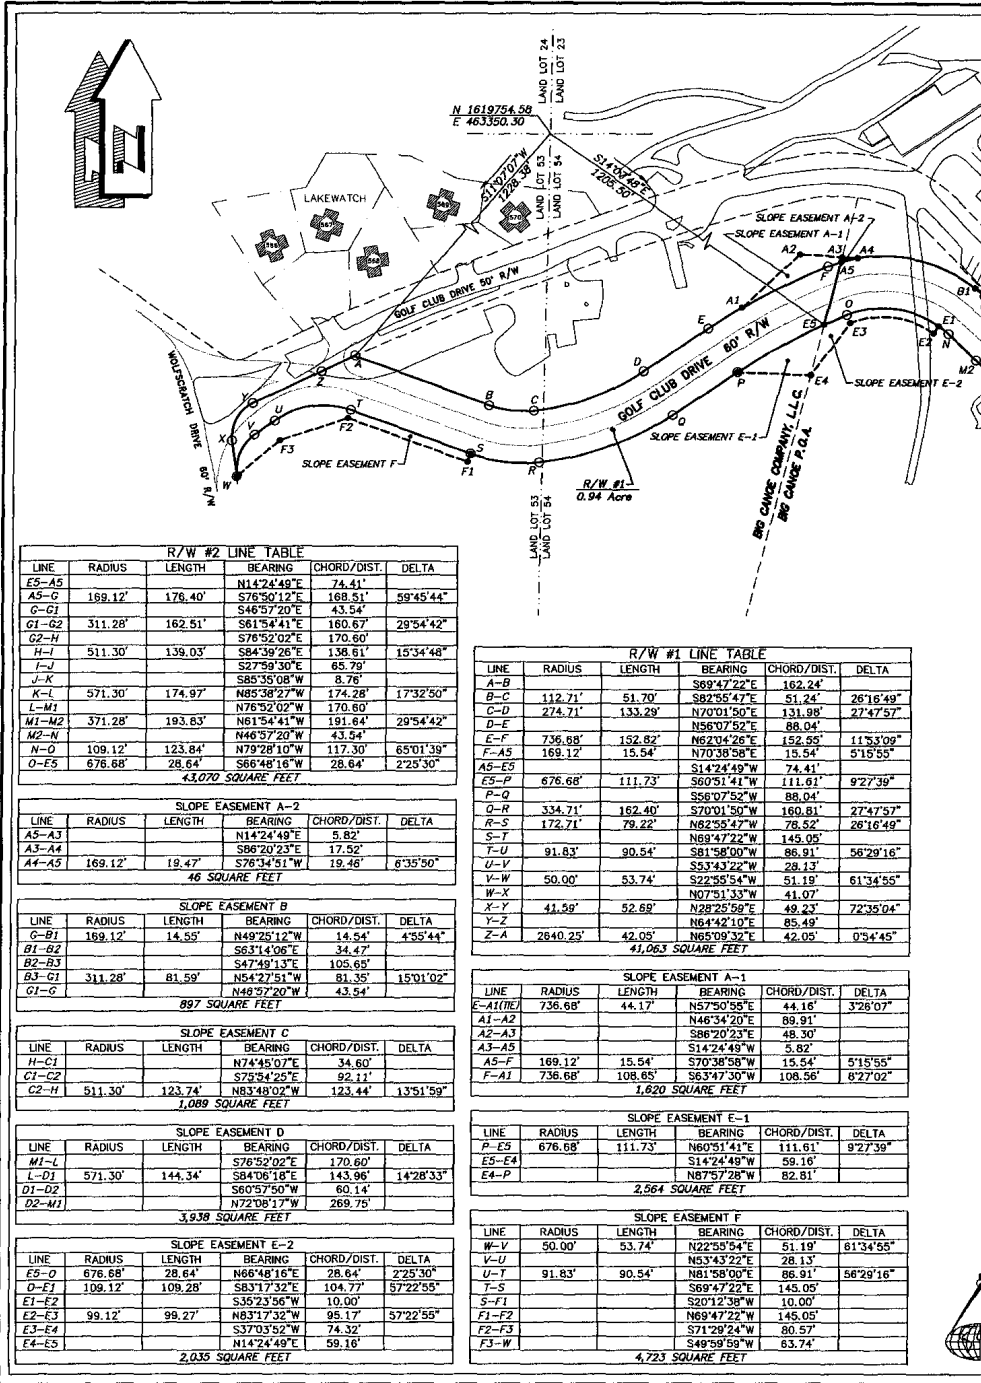 N
LAND LOT 24
LAND LOT 23
N 1619754.58
E 463350.30
S11°07'07"W
1228.38'
S14°00'48"E
1205.50'
LAND LOT 53
LAND LOT 54
LAKEWATCH
566
567
568
569
570
SLOPE EASEMENT A-2
SLOPE EASEMENT A-1
A2
A3
A4
F
A5
B1
GOLF CLUB DRIVE 50' R/W
A1
E
E5
O
E3
E1
E2
N
M2
WOLFSCRATCH DRIVE 60' R/W
A
Z
D
GOLF CLUB DRIVE 60' R/W
P
E4
SLOPE EASEMENT E-2
Y
B
C
X
V
U
T
F2
F3
Q
SLOPE EASEMENT E-1
SLOPE EASEMENT F
S
F1
R
W
R/W #1
0.94 Acre
BIG CANOE COMPANY, L.L.C.
BIG CANOE P.O.A.
LAND LOT 53
LAND LOT 54
R/W #2 LINE TABLE
LINE RADIUS LENGTH BEARING CHORD/DIST. DELTA
E5-A5 N14°24'49"E 74.41'
A5-G 169.12' 176.40' S76°50'12"E 168.51' 59°45'44"
G-G1 S46°57'20"E 43.54'
G1-G2 311.28' 162.51' S61°54'41"E 160.67' 29°54'42"
G2-H S76°52'02"E 170.60'
H-I 511.30' 139.03' S84°39'26"E 138.61' 15°34'48"
I-J S27°59'30"E 65.79'
J-K S85°35'08"W 8.76'
K-L 571.30' 174.97' N85°38'27"W 174.28' 17°32'50"
L-M1 N76°52'02"W 170.60'
M1-M2 371.28' 193.83' N61°54'41"W 191.64' 29°54'42"
M2-N N46°57'20"W 43.54'
N-O 109.12' 123.84' N79°28'10"W 117.30' 65°01'39"
O-E5 676.68' 28.64' S66°48'16"W 28.64' 2°25'30"
43,070 SQUARE FEET
SLOPE EASEMENT A-2
LINE RADIUS LENGTH BEARING CHORD/DIST. DELTA
A5-A3 N14°24'49"E 5.82'
A3-A4 S86°20'23"E 17.52'
A4-A5 169.12' 19.47' S76°34'51"W 19.46' 6°35'50"
46 SQUARE FEET
SLOPE EASEMENT B
LINE RADIUS LENGTH BEARING CHORD/DIST. DELTA
G-B1 169.12' 14.55' N49°25'12"W 14.54' 4°55'44"
B1-B2 S63°14'06"E 34.47'
B2-B3 S47°49'13"E 105.65'
B3-G1 311.28' 81.59' N54°27'51"W 81.35' 15°01'02"
G1-G N46°57'20"W 43.54'
897 SQUARE FEET
SLOPE EASEMENT C
LINE RADIUS LENGTH BEARING CHORD/DIST. DELTA
H-C1 N74°45'07"E 34.60'
C1-C2 S75°54'25"E 92.11'
C2-H 511.30' 123.74' N83°48'02"W 123.44' 13°51'59"
1,089 SQUARE FEET
SLOPE EASEMENT D
LINE RADIUS LENGTH BEARING CHORD/DIST. DELTA
M1-L S76°52'02"E 170.60'
L-D1 571.30' 144.34' S84°06'18"E 143.96' 14°28'33"
D1-D2 S60°57'50"W 60.14'
D2-M1 N72°08'17"W 269.75'
3,938 SQUARE FEET
SLOPE EASEMENT E-2
LINE RADIUS LENGTH BEARING CHORD/DIST. DELTA
E5-O 676.68' 28.64' N66°48'16"E 28.64' 2°25'30"
O-E1 109.12' 109.28' S83°17'32"E 104.77' 57°22'55"
E1-E2 S35°23'56"W 10.00'
E2-E3 99.12' 99.27' N83°17'32"W 95.17' 57°22'55"
E3-E4 S37°03'52"W 74.32'
E4-E5 N14°24'49"E 59.16'
2,035 SQUARE FEET
R/W #1 LINE TABLE
LINE RADIUS LENGTH BEARING CHORD/DIST. DELTA
A-B S69°47'22"E 162.24'
B-C 112.71' 51.70' S82°55'47"E 51.24' 26°16'49"
C-D 274.71' 133.29' N70°01'50"E 131.98' 27°47'57"
D-E N56°07'52"E 88.04'
E-F 736.68' 152.82' N62°04'26"E 152.55' 11°53'09"
F-A5 169.12' 15.54' N70°38'58"E 15.54' 5°15'55"
A5-E5 S14°24'49"W 74.41'
E5-P 676.68' 111.73' S60°51'41"W 111.61' 9°27'39"
P-Q S56°07'52"W 88.04'
Q-R 334.71' 162.40' S70°01'50"W 160.81' 27°47'57"
R-S 172.71' 79.22' N82°55'47"W 78.52' 26°16'49"
S-T N69°47'22"W 145.05'
T-U 91.83' 90.54' S81°58'00"W 86.91' 56°29'16"
U-V S53°43'22"W 28.13'
V-W 50.00' 53.74' S22°55'54"W 51.19' 61°34'55"
W-X N07°51'33"W 41.07'
X-Y 41.59' 52.69' N28°25'59"E 49.23' 72°35'04"
Y-Z N64°42'10"E 85.49'
Z-A 2640.25' 42.05' N65°09'32"E 42.05' 0°54'45"
41,063 SQUARE FEET
SLOPE EASEMENT A-1
LINE RADIUS LENGTH BEARING CHORD/DIST. DELTA
E-A1(TIE) 736.68' 44.17' N57°50'55"E 44.16' 3°26'07"
A1-A2 N46°34'20"E 89.91'
A2-A3 S86°20'23"E 48.30'
A3-A5 S14°24'49"W 5.82'
A5-F 169.12' 15.54' S70°38'58"W 15.54' 5°15'55"
F-A1 736.68' 108.65' S63°47'30"W 108.56' 8°27'02"
1,620 SQUARE FEET
SLOPE EASEMENT E-1
LINE RADIUS LENGTH BEARING CHORD/DIST. DELTA
P-E5 676.68' 111.73' N60°51'41"E 111.61' 9°27'39"
E5-E4 S14°24'49"W 59.16'
E4-P N87°57'28"W 82.81'
2,564 SQUARE FEET
SLOPE EASEMENT F
LINE RADIUS LENGTH BEARING CHORD/DIST. DELTA
W-V 50.00' 53.74' N22°55'54"E 51.19' 61°34'55"
V-U N53°43'22"E 28.13'
U-T 91.83' 90.54' N81°58'00"E 86.91' 56°29'16"
T-S S69°47'22"E 145.05'
S-F1 S20°12'38"W 10.00'
F1-F2 N69°47'22"W 145.05'
F2-F3 S71°29'24"W 80.57'
F3-W S49°59'59"W 63.74'
4,723 SQUARE FEET